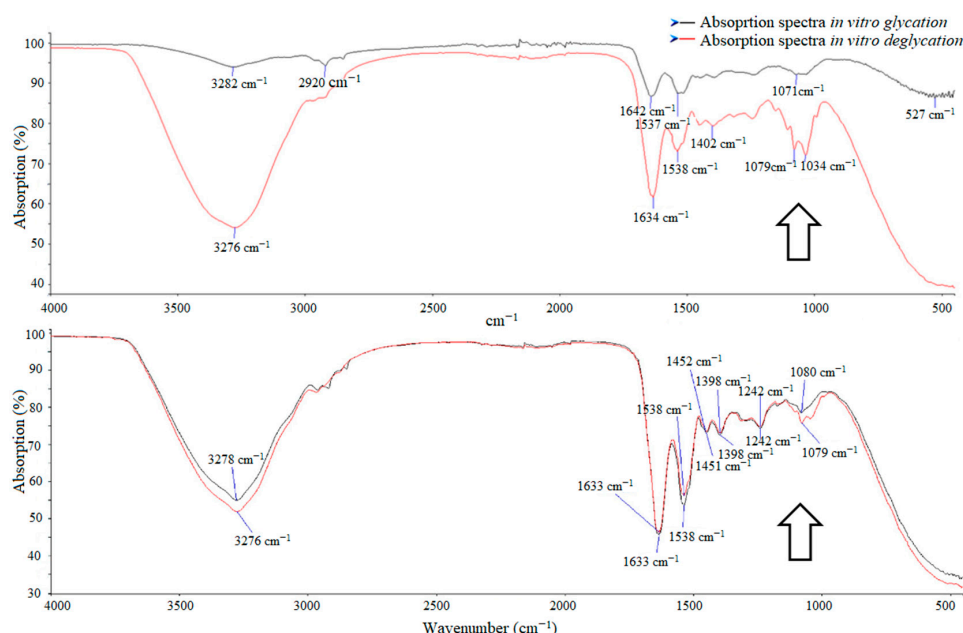 Absoprtion spectra in vitro glycation
Absorption spectra in vitro deglycation
Absorption (%)
100
90
80
70
60
50
40
3282 cm⁻¹
2920 cm⁻¹
1642 cm⁻¹
1537 cm⁻¹
1071cm⁻¹
527 cm⁻¹
1402 cm⁻¹
1538 cm⁻¹
1079cm⁻¹
1034 cm⁻¹
1634 cm⁻¹
3276 cm⁻¹
4000
3500
3000
2500
2000
1500
1000
500
cm⁻¹
Absorption (%)
100
90
80
70
60
50
40
30
1452 cm⁻¹
1398 cm⁻¹
1242 cm⁻¹
1080 cm⁻¹
1538 cm⁻¹
3278 cm⁻¹
1242 cm⁻¹
1398 cm⁻¹
1079 cm⁻¹
1451 cm⁻¹
1633 cm⁻¹
3276 cm⁻¹
1538 cm⁻¹
1633 cm⁻¹
4000
3500
3000
2500
2000
1500
1000
500
Wavenumber (cm⁻¹)